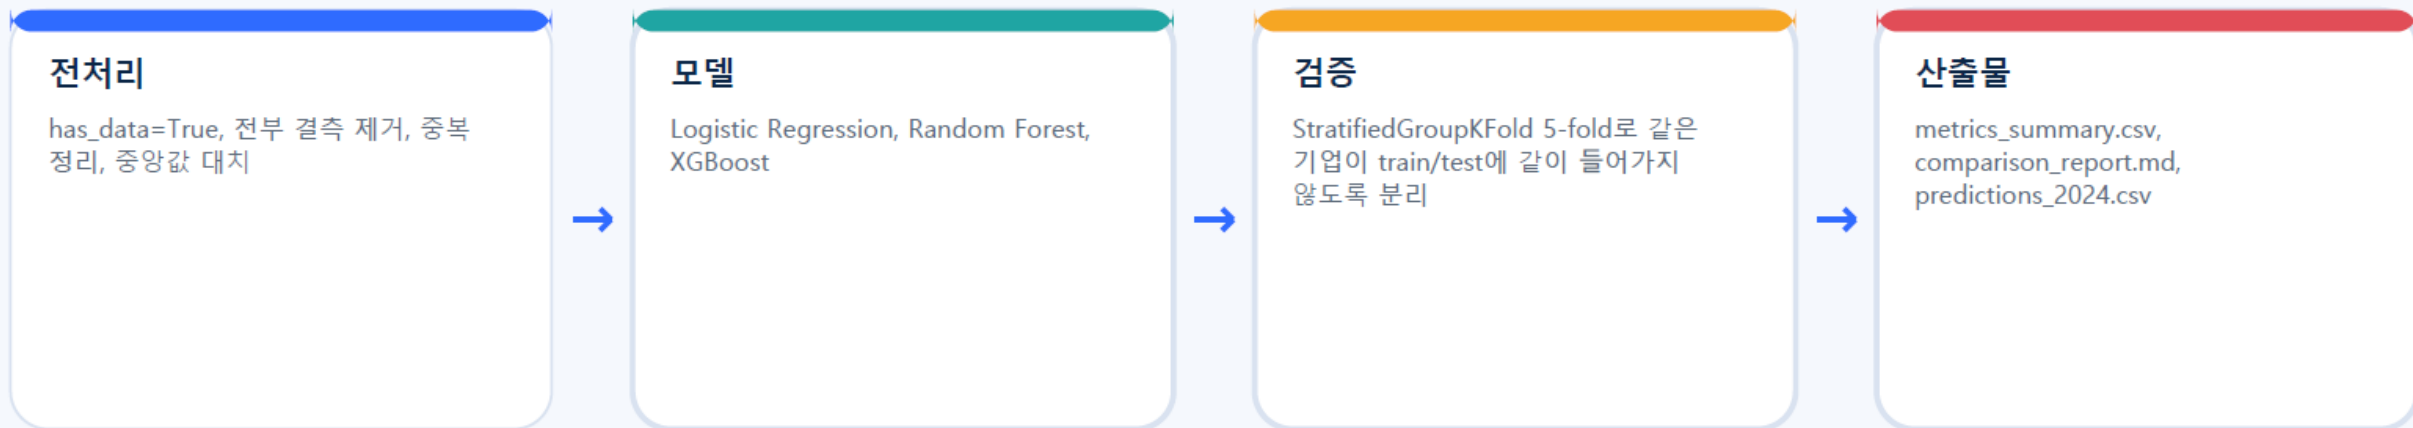 전처리
has_data=True, 전부 결측 제거, 중복
정리, 중앙값 대치
→
모델
Logistic Regression, Random Forest,
XGBoost
→
검증
StratifiedGroupKFold 5-fold로 같은
기업이 train/test에 같이 들어가지
않도록 분리
→
산출물
metrics_summary.csv,
comparison_report.md,
predictions_2024.csv